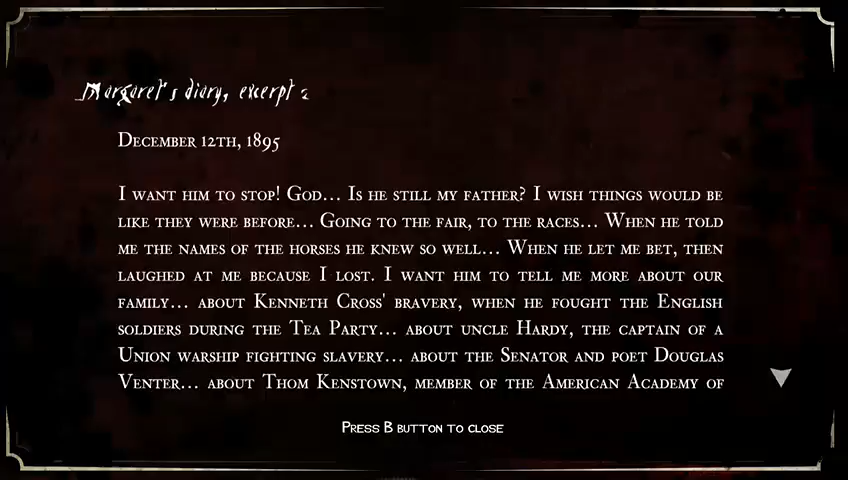 Margaret's diary, excerpt 2
December 12th, 1895
I want him to stop! God... Is he still my father? I wish things would be
like they were before... Going to the fair, to the races... When he told
me the names of the horses he knew so well... When he let me bet, then
laughed at me because I lost. I want him to tell me more about our
family... about Kenneth Cross' bravery, when he fought the English
soldiers during the Tea Party... about uncle Hardy, the captain of a
Union warship fighting slavery... about the Senator and poet Douglas
Venter... about Thom Kenstown, member of the American Academy of
Press B button to close